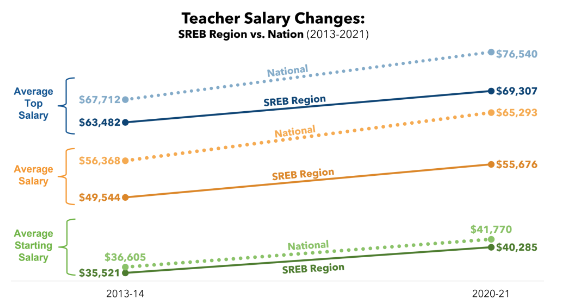 Teacher Salary Changes:
SREB Region vs. Nation (2013-2021)
$76,540
National
Average
Top
Salary
$67,712
SREB Region
$69,307
$63,482
$65,293
National
Average
Salary
$56,368
SREB Region
$55,676
$49,544
Average
Starting
Salary
$41,770
$36,605
National
$40,285
$35,521
SREB Region
2013-14
2020-21